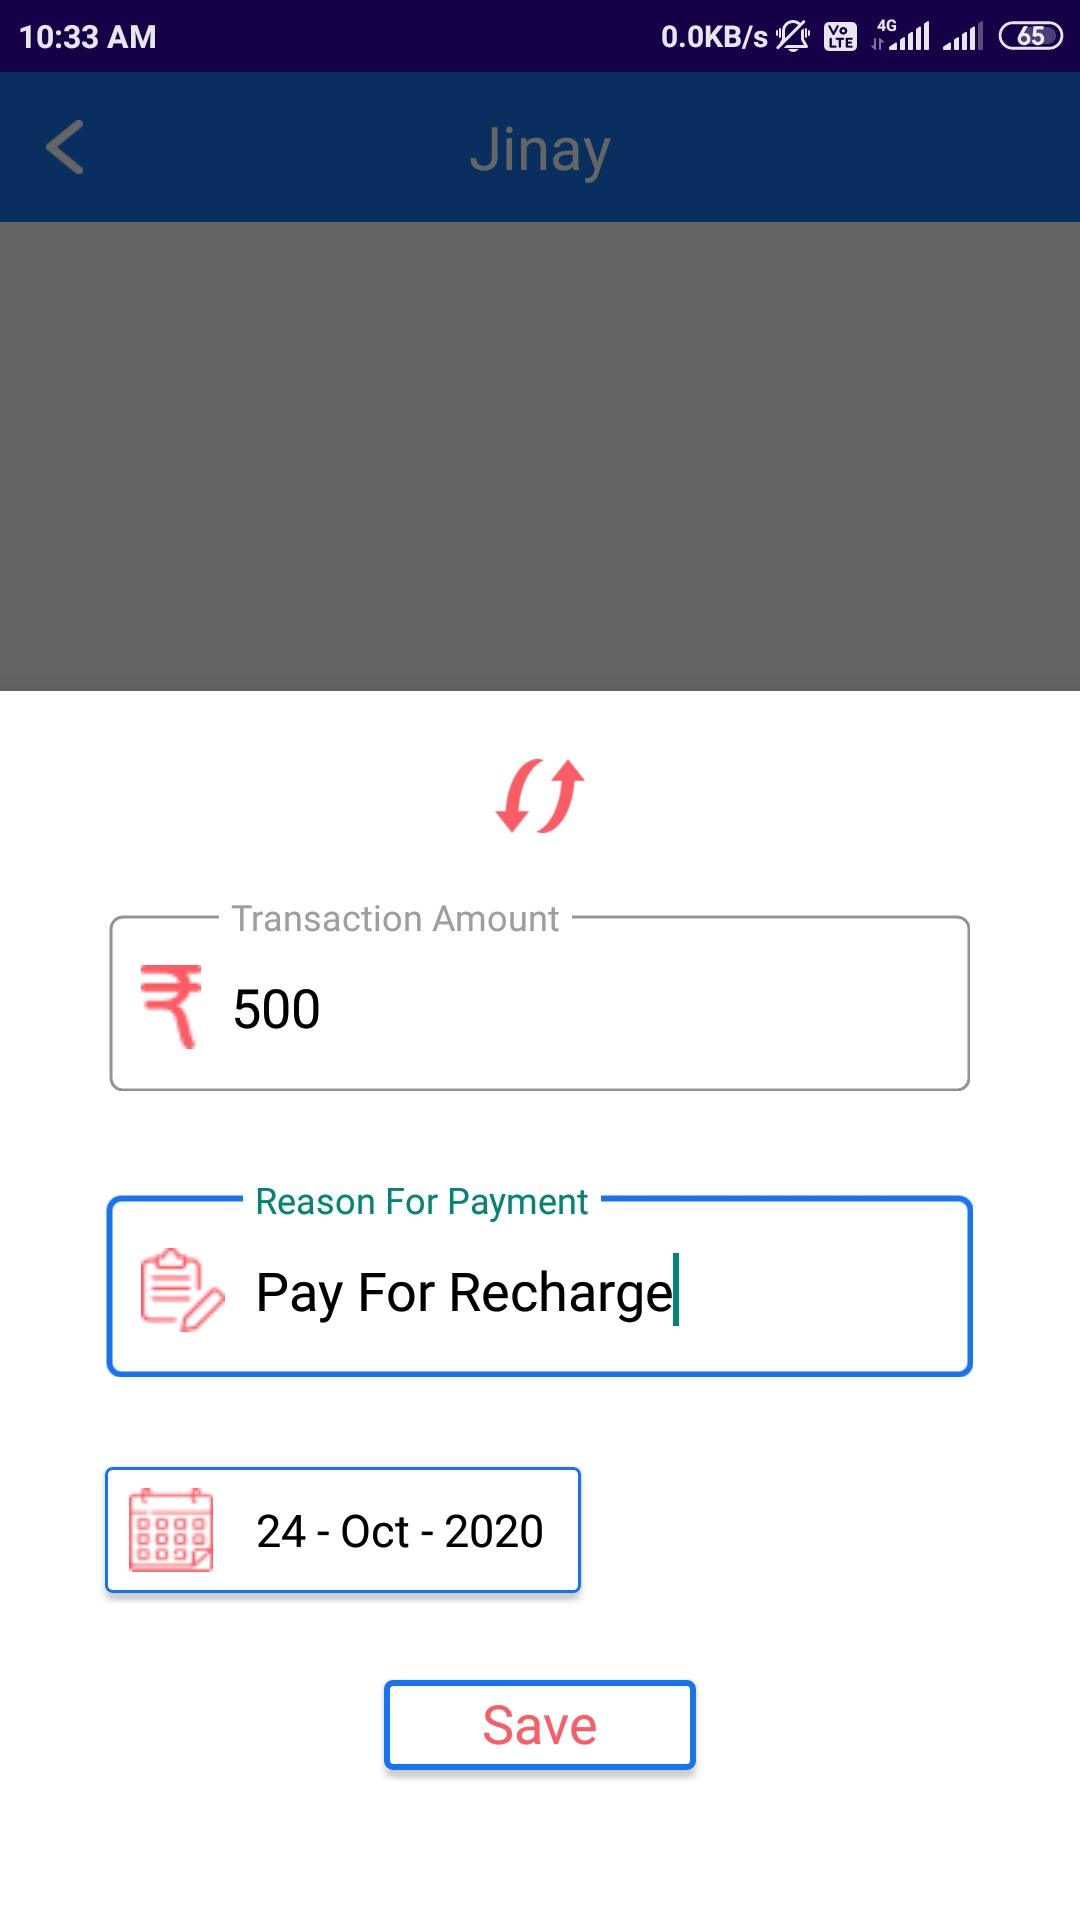 10:33 AM 0.0KB/s Vo LTE 4G 65
Jinay
Transaction Amount
₹ 500
Reason For Payment
Pay For Recharge
24 - Oct - 2020
Save